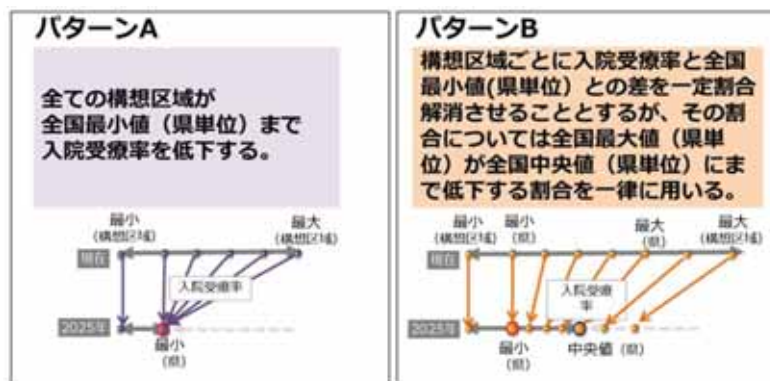 パターンA
全ての構想区域が
全国最小値（県単位）まで
入院受療率を低下する。
最小
(構想区域)
最大
(構想区域)
現在
入院受療率
2025年
最小
(県)
パターンB
構想区域ごとに入院受療率と全国
最小値(県単位）との差を一定割合
解消させることとするが、その割
合については全国最大値（県単
位）が全国中央値（県単位）にま
で低下する割合を一律に用いる。
最小
(構想区域)
最小
(県)
最大
(県)
最大
(構想区域)
現在
入院受療
率
2025年
最小
(県)
中央値（県）